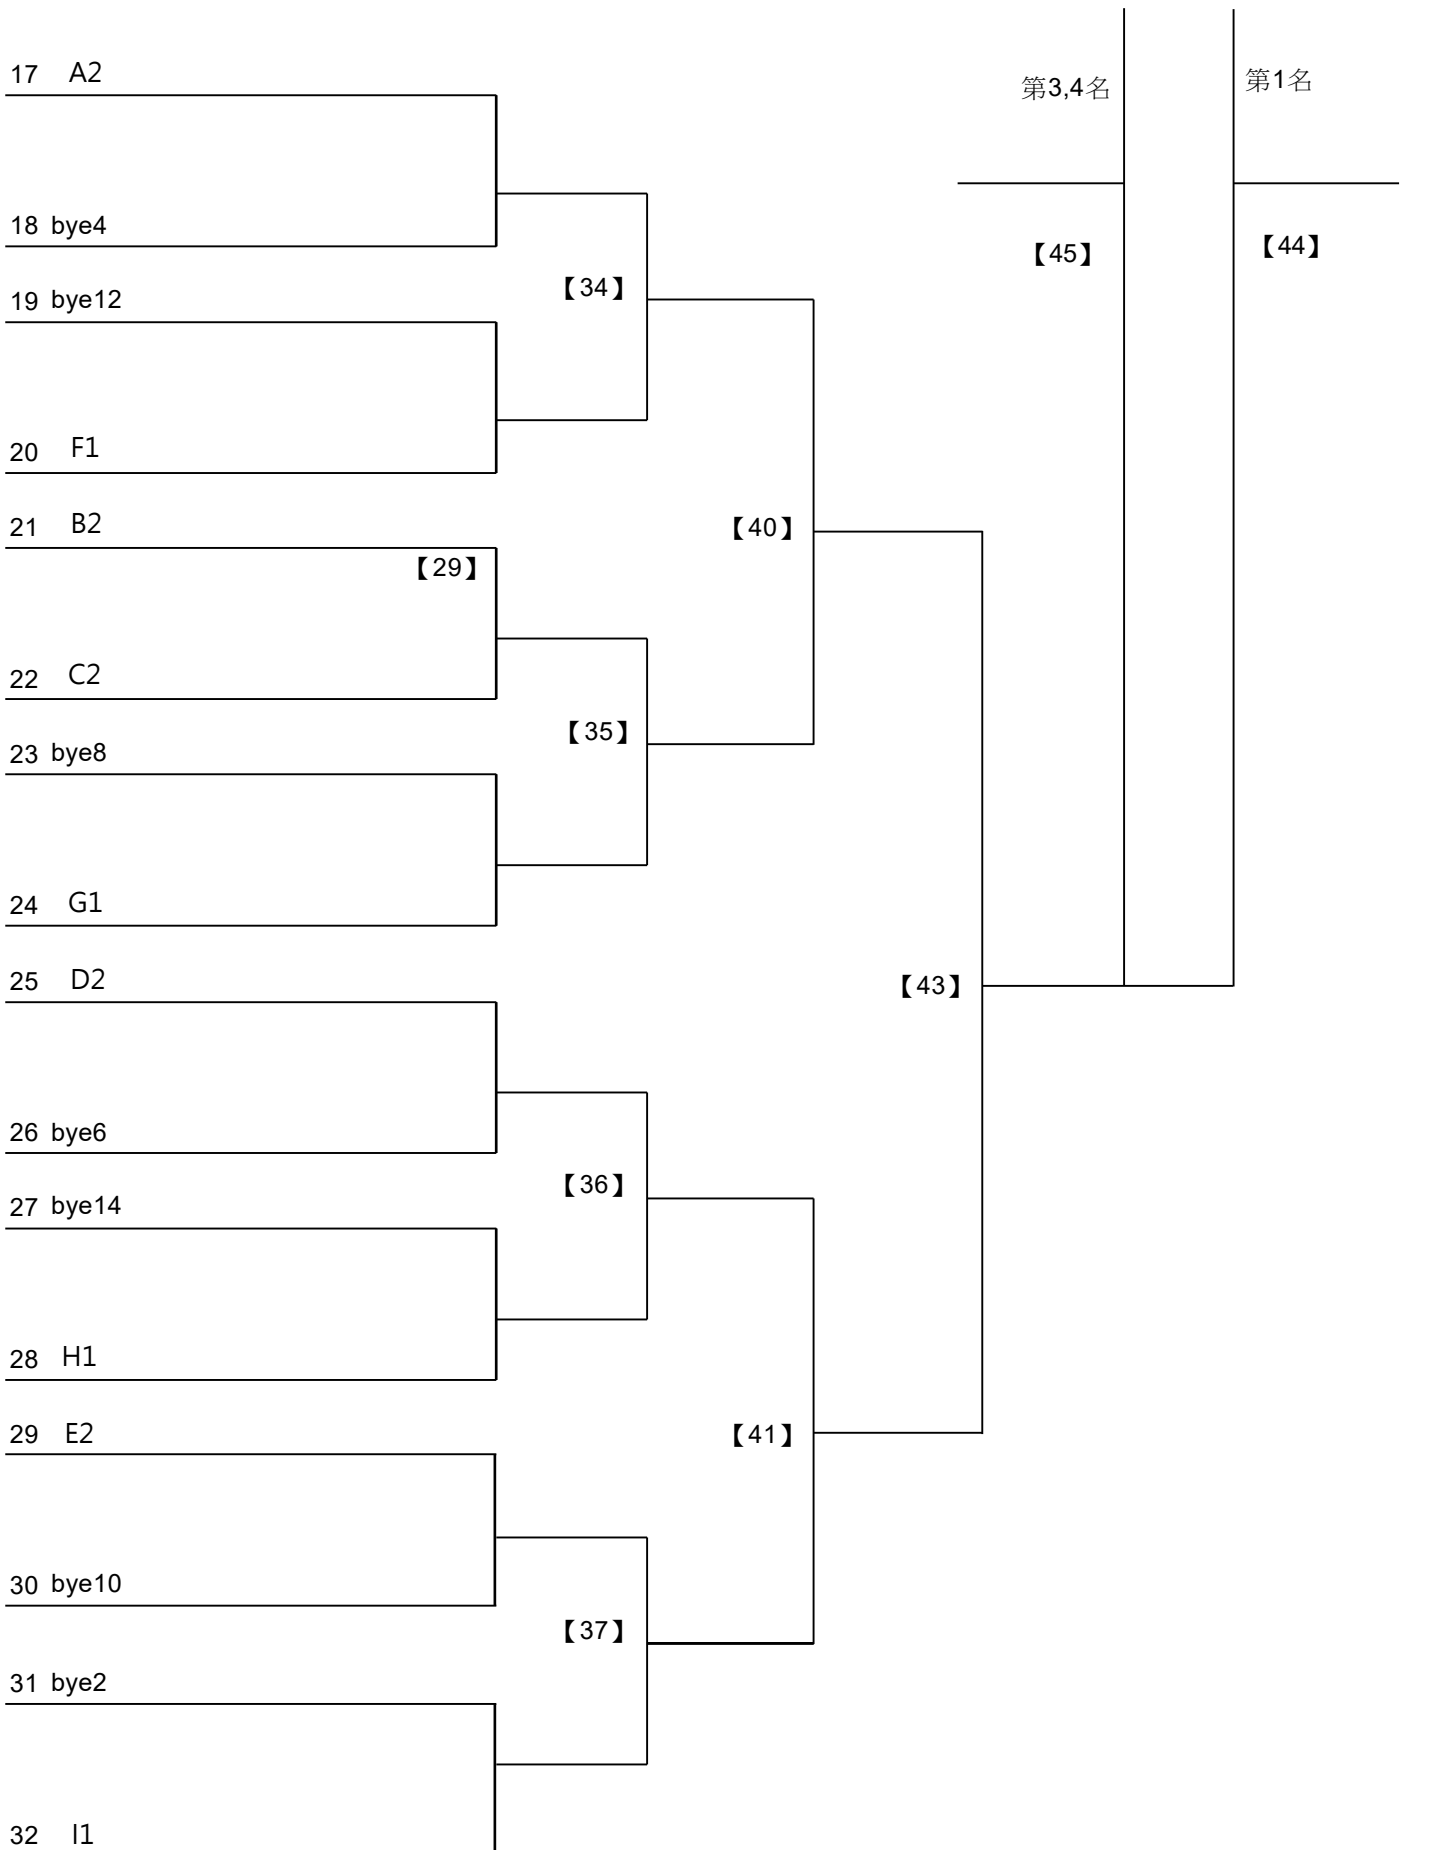 17 A2
第3,4名
第1名
18 bye4
【45】
【44】
19 bye12
【34】
20 F1
21 B2
【40】
【29】
22 C2
【35】
23 bye8
24 G1
25 D2
【43】
26 bye6
【36】
27 bye14
28 H1
29 E2
【41】
30 bye10
【37】
31 bye2
32 I1